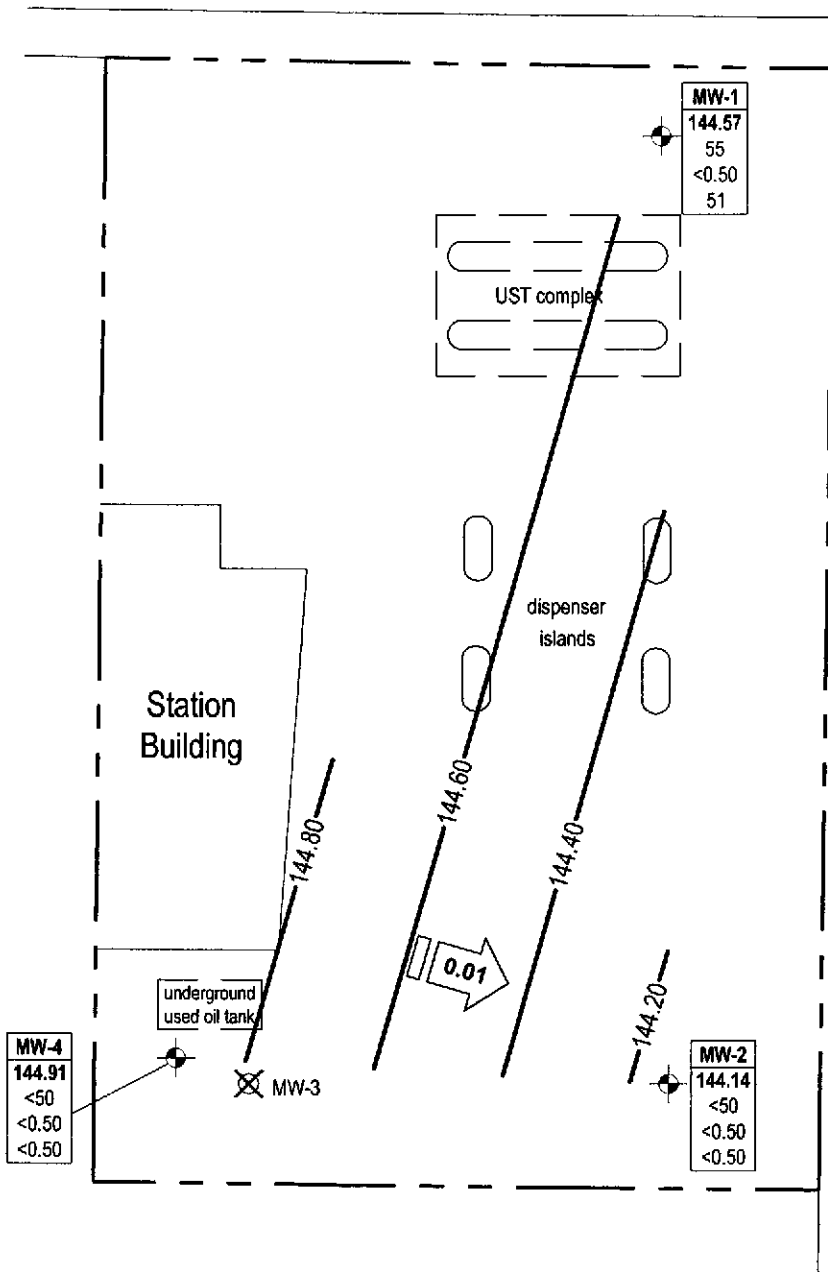 MW-1
144.57
55
<0.50
51
UST complex
dispenser
islands
Station
Building
144.60
144.80
144.40
0.01
144.20
underground
used oil tank
MW-4
144.91
<50
<0.50
<0.50
MW-3
MW-2
144.14
<50
<0.50
<0.50